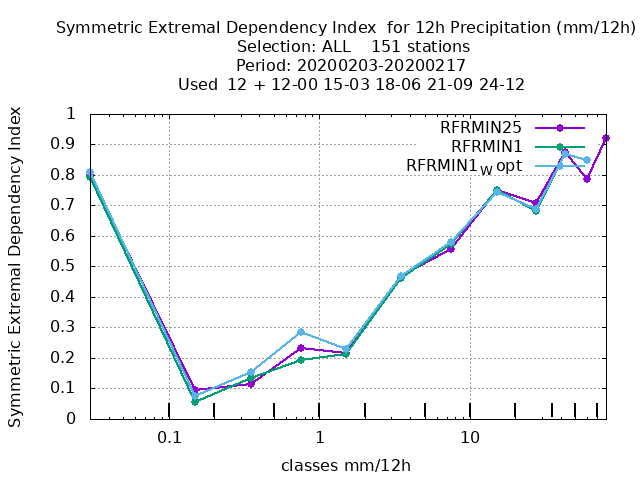 Symmetric Extremal Dependency Index  for 12h Precipitation (mm/12h)
Selection: ALL    151 stations
Period: 20200203-20200217
Used  12 + 12-00 15-03 18-06 21-09 24-12
RFRMIN25
RFRMIN1
RFRMIN1w opt
Symmetric Extremal Dependency Index
1
0.9
0.8
0.7
0.6
0.5
0.4
0.3
0.2
0.1
0
0.1 1 10
classes mm/12h